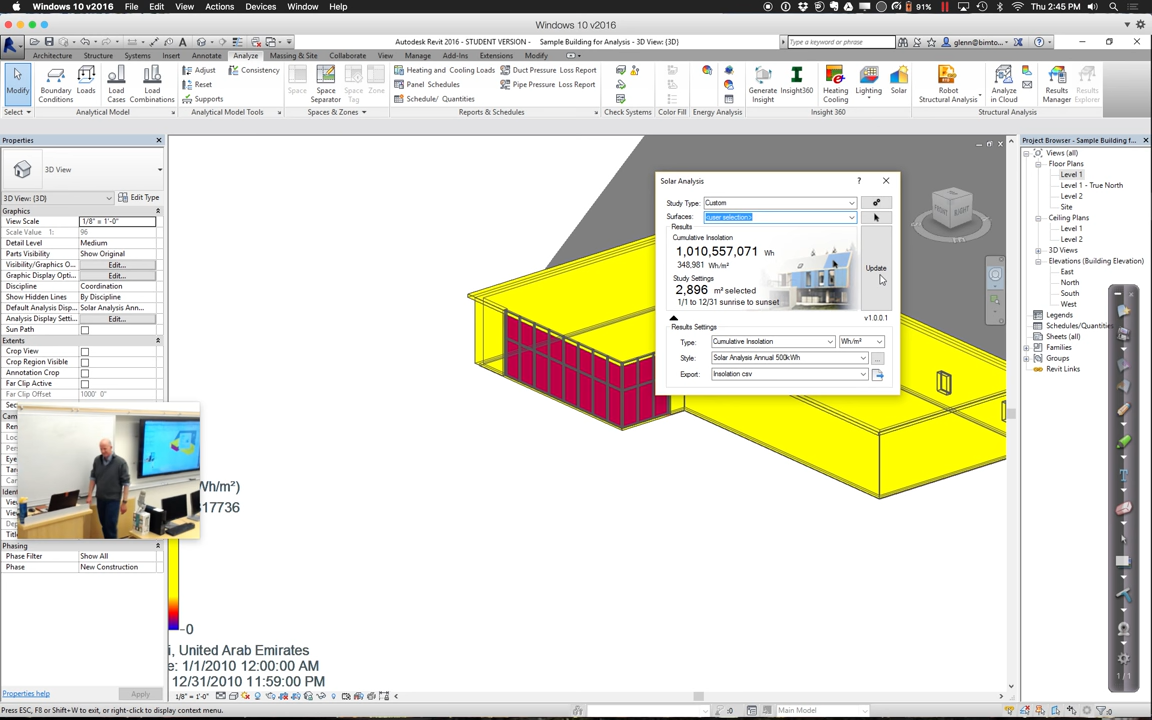 Windows 10 v2016 File Edit View Actions Devices Window Help 91% Thu 2:45 PM
Windows 10 v2016
Autodesk Revit 2016 - STUDENT VERSION - Sample Building for Analysis - 3D View: {3D}
Type a keyword or phrase
glenn@bimto...
Architecture Structure Systems Insert Annotate Analyze Massing & Site Collaborate View Manage Add-Ins Extensions Modify
Modify
Boundary Conditions
Loads
Load Cases
Load Combinations
Adjust
Reset
Supports
Consistency
Space
Space Separator
Space Tag
Zone
Heating and Cooling Loads
Panel Schedules
Schedule/ Quantities
Duct Pressure Loss Report
Pipe Pressure Loss Report
Generate Insight
Insight360
Heating Cooling
Lighting
Solar
Robot Structural Analysis
Analyze in Cloud
Results Manager
Results Explorer
Select
Analytical Model
Analytical Model Tools
Spaces & Zones
Reports & Schedules
Check Systems
Color Fill
Energy Analysis
Insight 360
Structural Analysis
Properties
3D View
3D View: {3D}
Edit Type
Graphics
View Scale 1/8" = 1'-0"
Scale Value 1: 96
Detail Level Medium
Parts Visibility Show Original
Visibility/Graphics O... Edit...
Graphic Display Opti... Edit...
Discipline Coordination
Show Hidden Lines By Discipline
Default Analysis Disp... Solar Analysis Ann...
Analysis Display Setti... Edit...
Sun Path
Extents
Crop View
Crop Region Visible
Annotation Crop
Far Clip Active
Far Clip Offset 1000' 0"
Phasing
Phase Filter Show All
Phase New Construction
Properties help
Apply
Wh/m²)
17736
0
i, United Arab Emirates
e: 1/1/2010 12:00:00 AM
12/31/2010 11:59:00 PM
Solar Analysis
Study Type: Custom
Surfaces: <user selection>
Results
Cumulative Insolation
1,010,557,071 Wh
348,981 Wh/m²
Study Settings
2,896 m² selected
1/1 to 12/31 sunrise to sunset
Update
v1.0.0.1
Results Settings
Type: Cumulative Insolation Wh/m²
Style: Solar Analysis Annual 500kWh
...
Export: Insolation csv
FRONT RIGHT
Project Browser - Sample Building f...
Views (all)
Floor Plans
Level 1
Level 1 - True North
Level 2
Site
Ceiling Plans
Level 1
Level 2
3D Views
Elevations (Building Elevation)
East
North
South
West
Legends
Schedules/Quantities
Sheets (all)
Families
Groups
Revit Links
1 / 1
1/8" = 1'-0"
Press ESC, F8 or Shift+W to exit, or right-click to display context menu.
:0
Main Model
:0